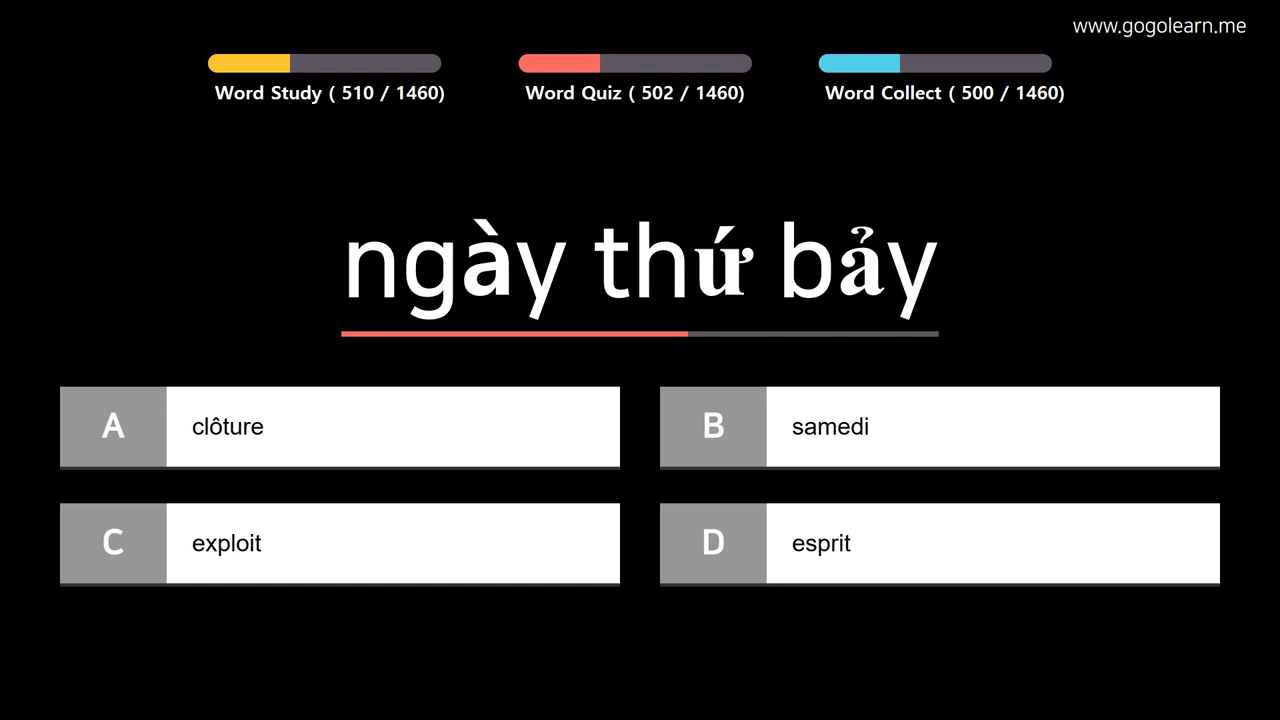 www.gogolearn.me
Word Study ( 510 / 1460)
Word Quiz ( 502 / 1460)
Word Collect ( 500 / 1460)
ngày thứ bảy
A clôture
B samedi
C exploit
D esprit